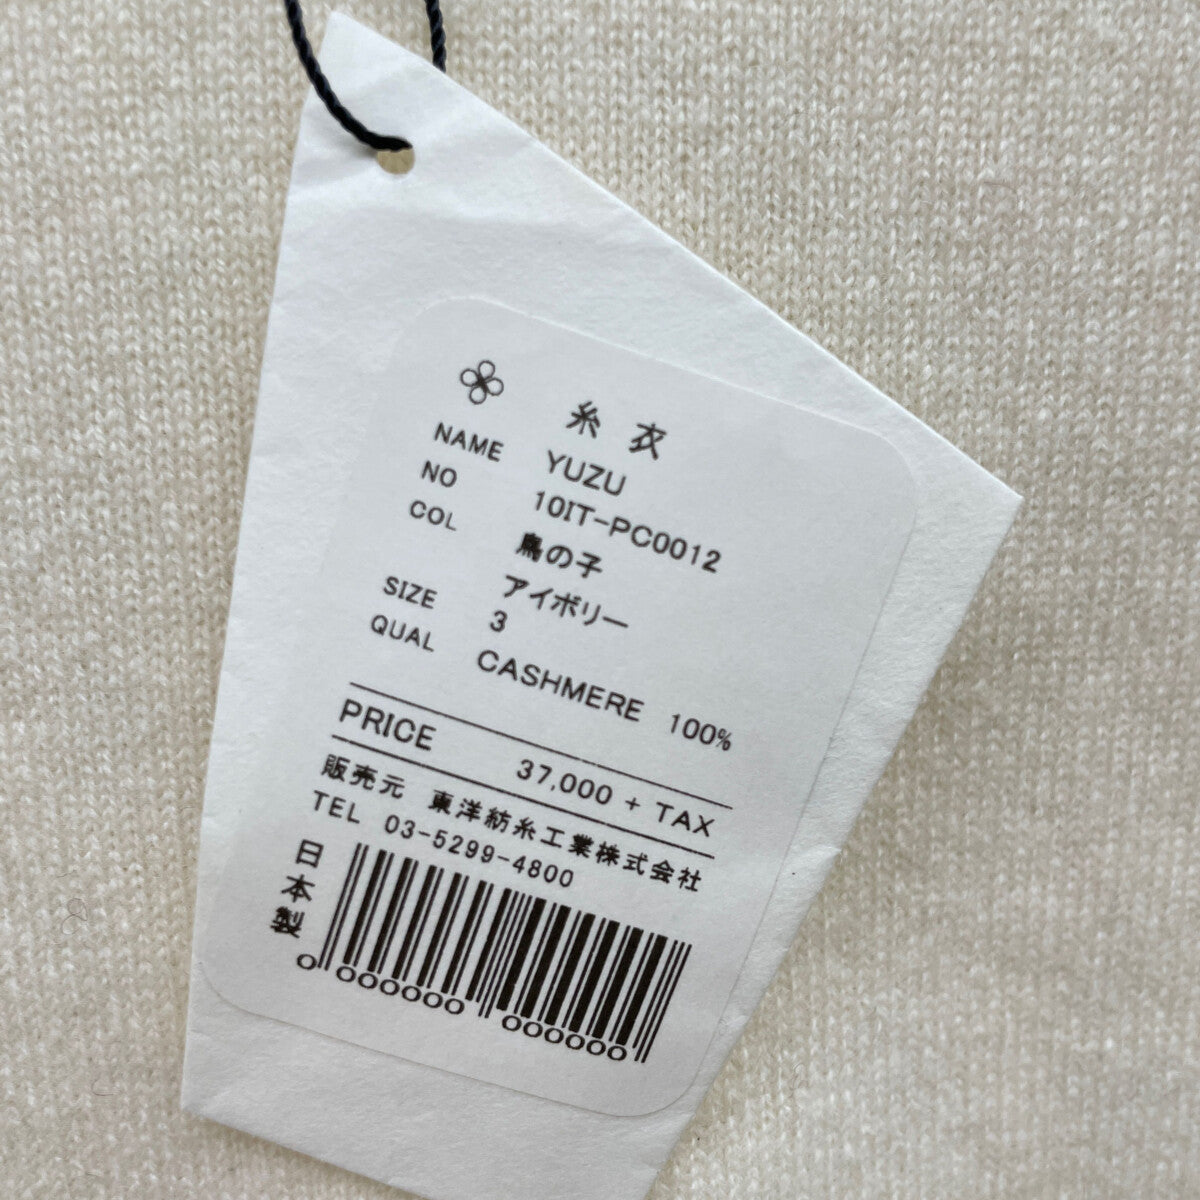 糸衣
NAME YUZU
NO 10IT-PC0012
COL 鳥の子
アイボリー
SIZE 3
QUAL CASHMERE 100%
PRICE 37,000 + TAX
販売元 東洋紡糸工業株式会社
TEL 03-5299-4800
日本製
0 000000 000000